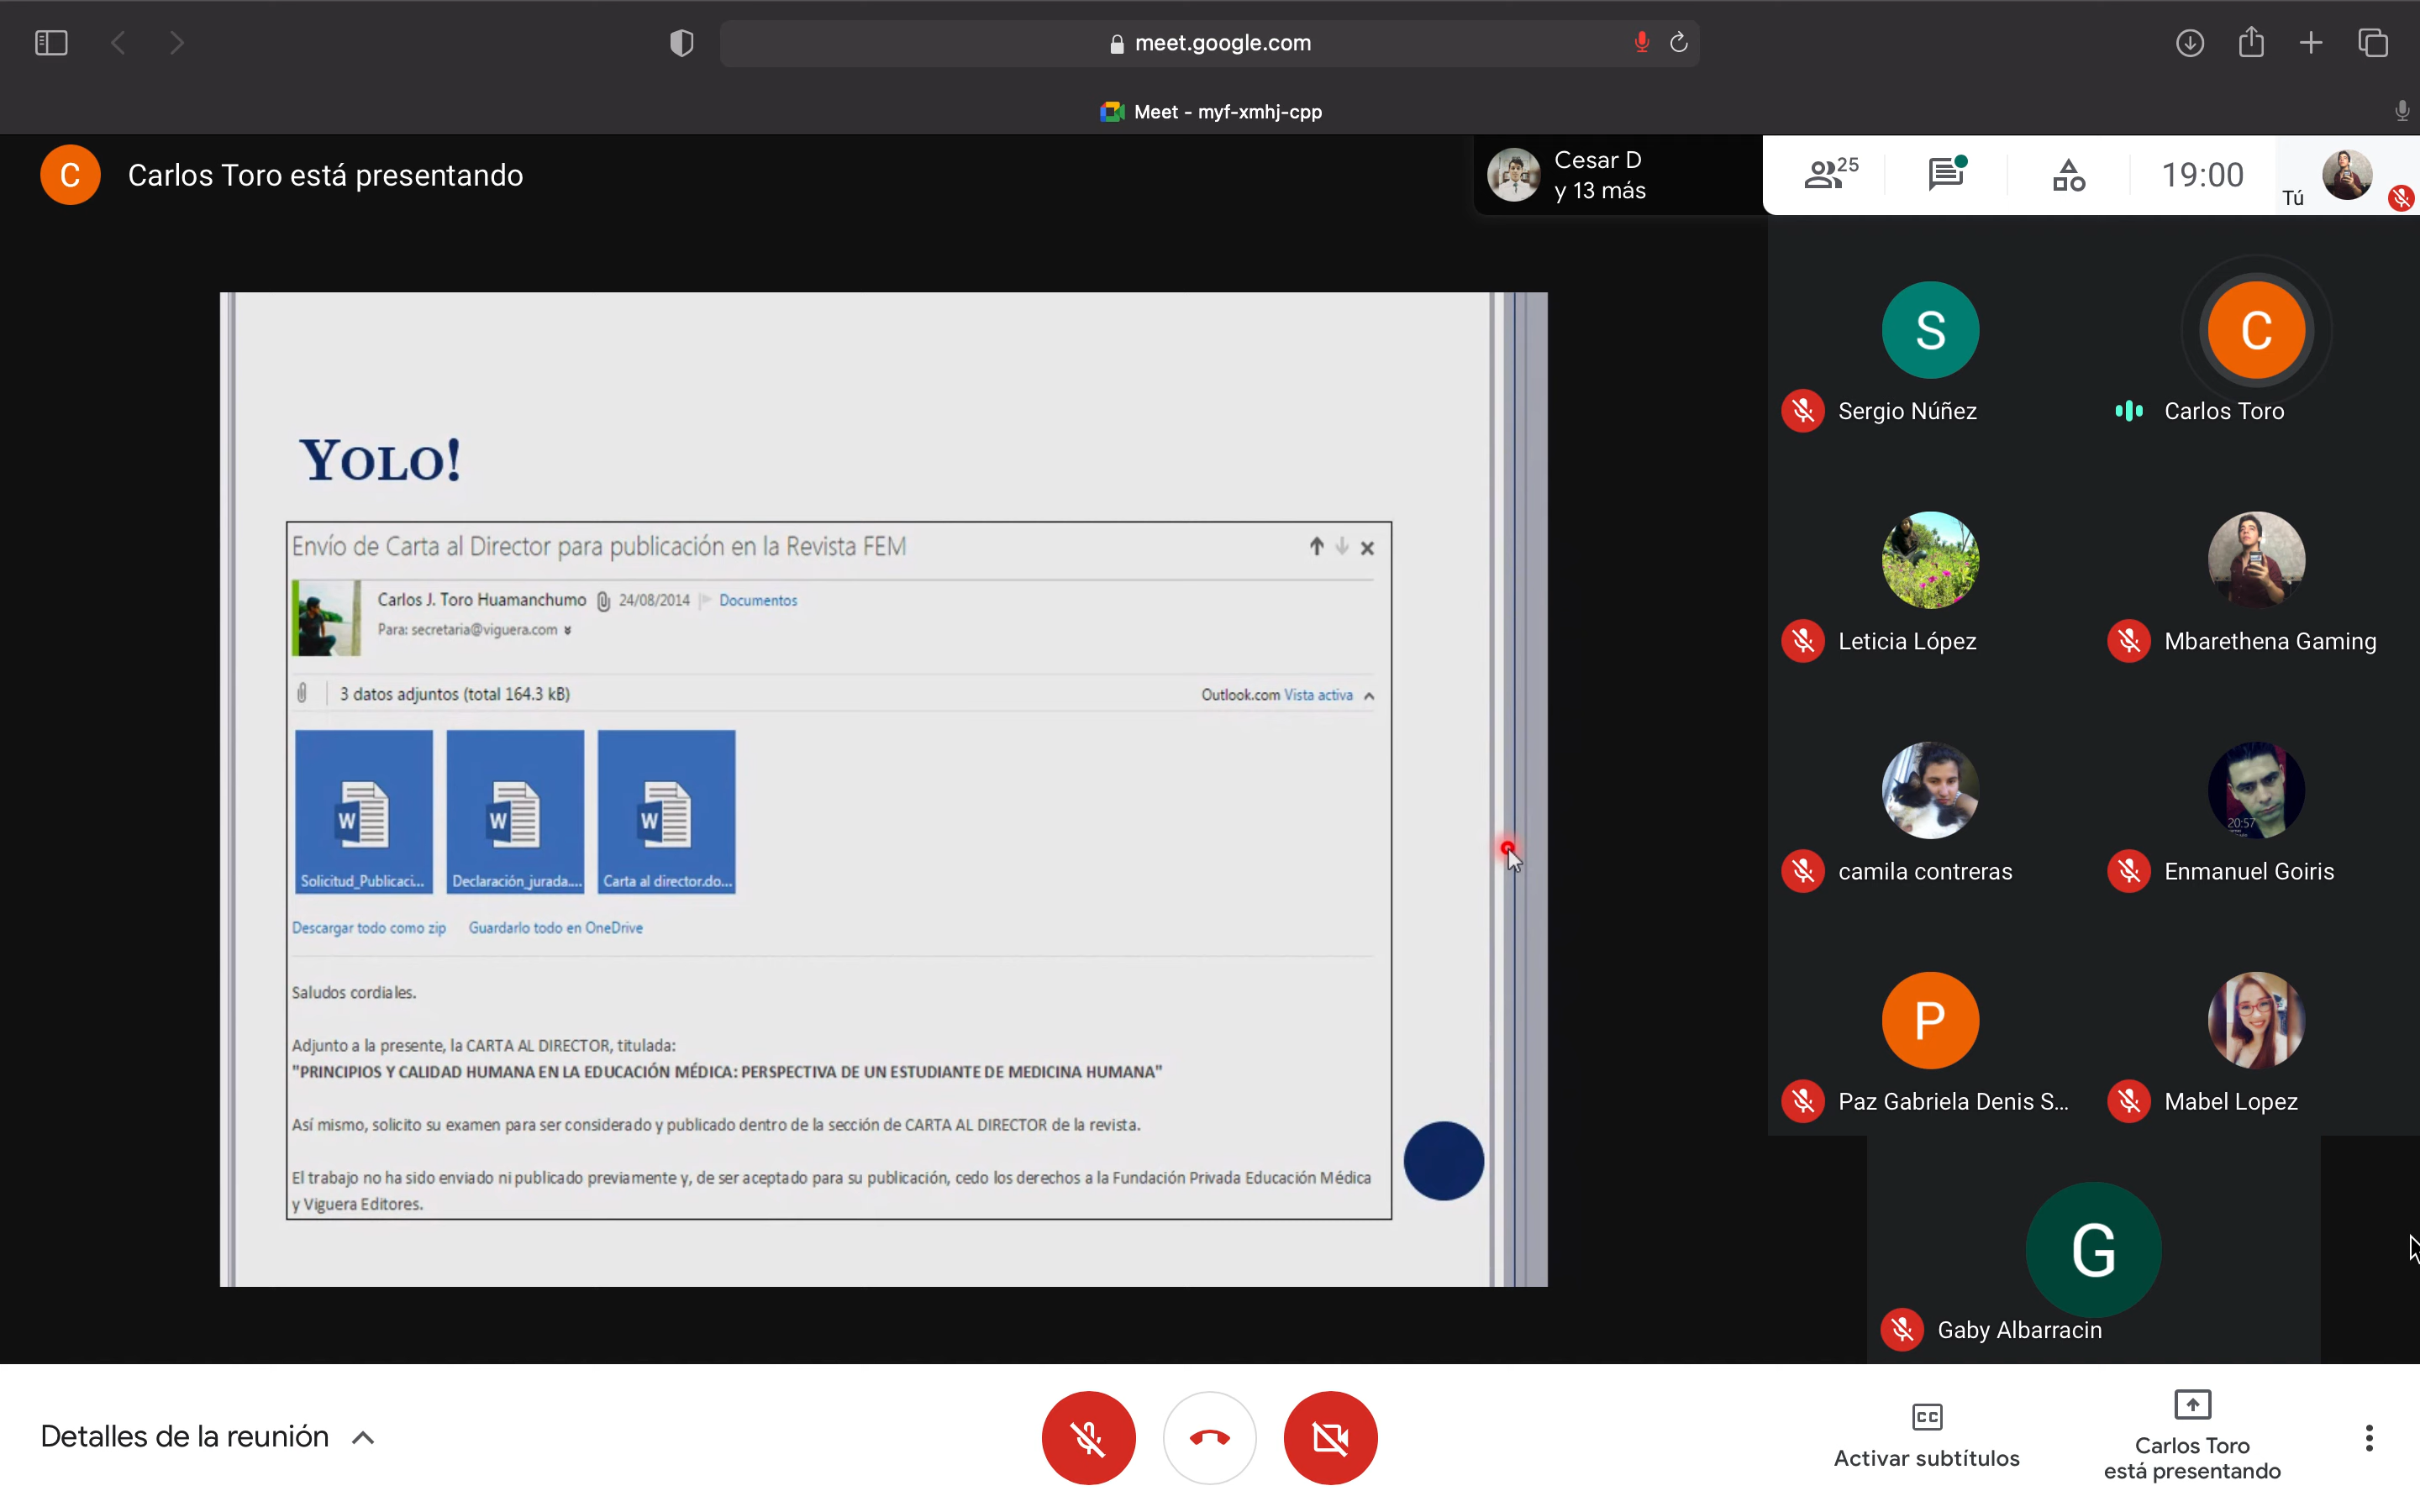 meet.google.com
Meet - myf-xmhj-cpp
C
Carlos Toro está presentando
Cesar D
y 13 más
25
19:00
Tú
YOLO!
Envío de Carta al Director para publicación en la Revista FEM
Carlos J. Toro Huamanchumo 24/08/2014 Documentos
Para: secretaria@viguera.com
3 datos adjuntos (total 164.3 kB)
Outlook.com Vista activa
W W W
Solicitud_Publicaci... Declaración_jurada.... Carta al director.do...
Descargar todo como zip Guardarlo todo en OneDrive
Saludos cordiales.
Adjunto a la presente, la CARTA AL DIRECTOR, titulada:
"PRINCIPIOS Y CALIDAD HUMANA EN LA EDUCACIÓN MÉDICA: PERSPECTIVA DE UN ESTUDIANTE DE MEDICINA HUMANA"
Así mismo, solicito su examen para ser considerado y publicado dentro de la sección de CARTA AL DIRECTOR de la revista.
El trabajo no ha sido enviado ni publicado previamente y, de ser aceptado para su publicación, cedo los derechos a la Fundación Privada Educación Médica
y Viguera Editores.
S
Sergio Núñez
C
Carlos Toro
Leticia López
Mbarethena Gaming
camila contreras
20:57
Enmanuel Goiris
P
Paz Gabriela Denis S...
Mabel Lopez
G
Gaby Albarracin
Detalles de la reunión
CC
Activar subtítulos
Carlos Toro
está presentando